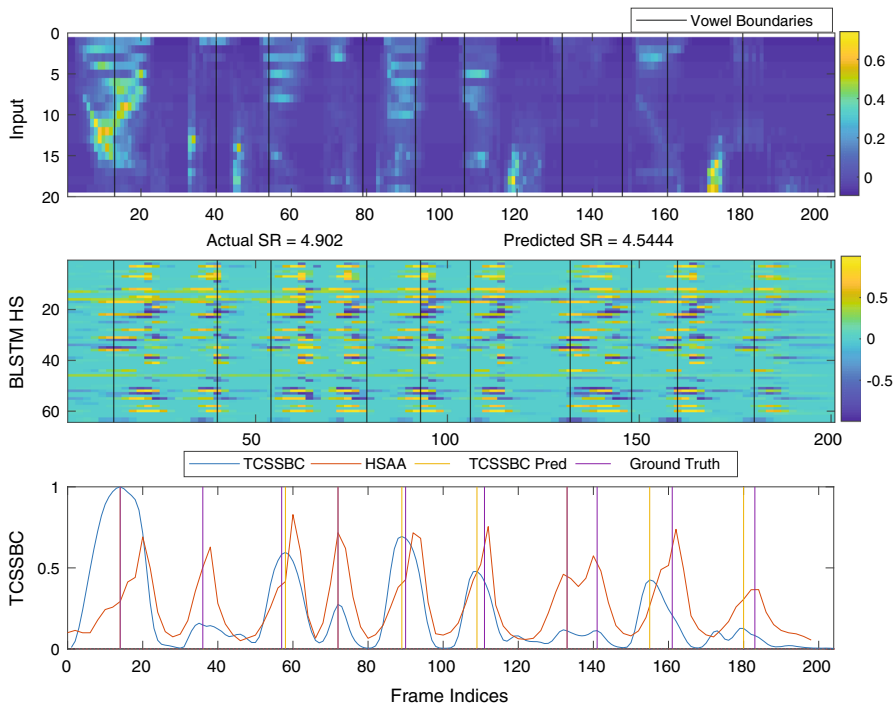 Vowel Boundaries
0
5
10
15
20
Input
20 40 60 80 100 120 140 160 180 200
0.6
0.4
0.2
0
Actual SR = 4.902 Predicted SR = 4.5444
20
40
60
BLSTM HS
50 100 150 200
0.5
0
-0.5
TCSSBC HSAA TCSSBC Pred Ground Truth
1
0.5
0
TCSSBC
0 20 40 60 80 100 120 140 160 180 200
Frame Indices